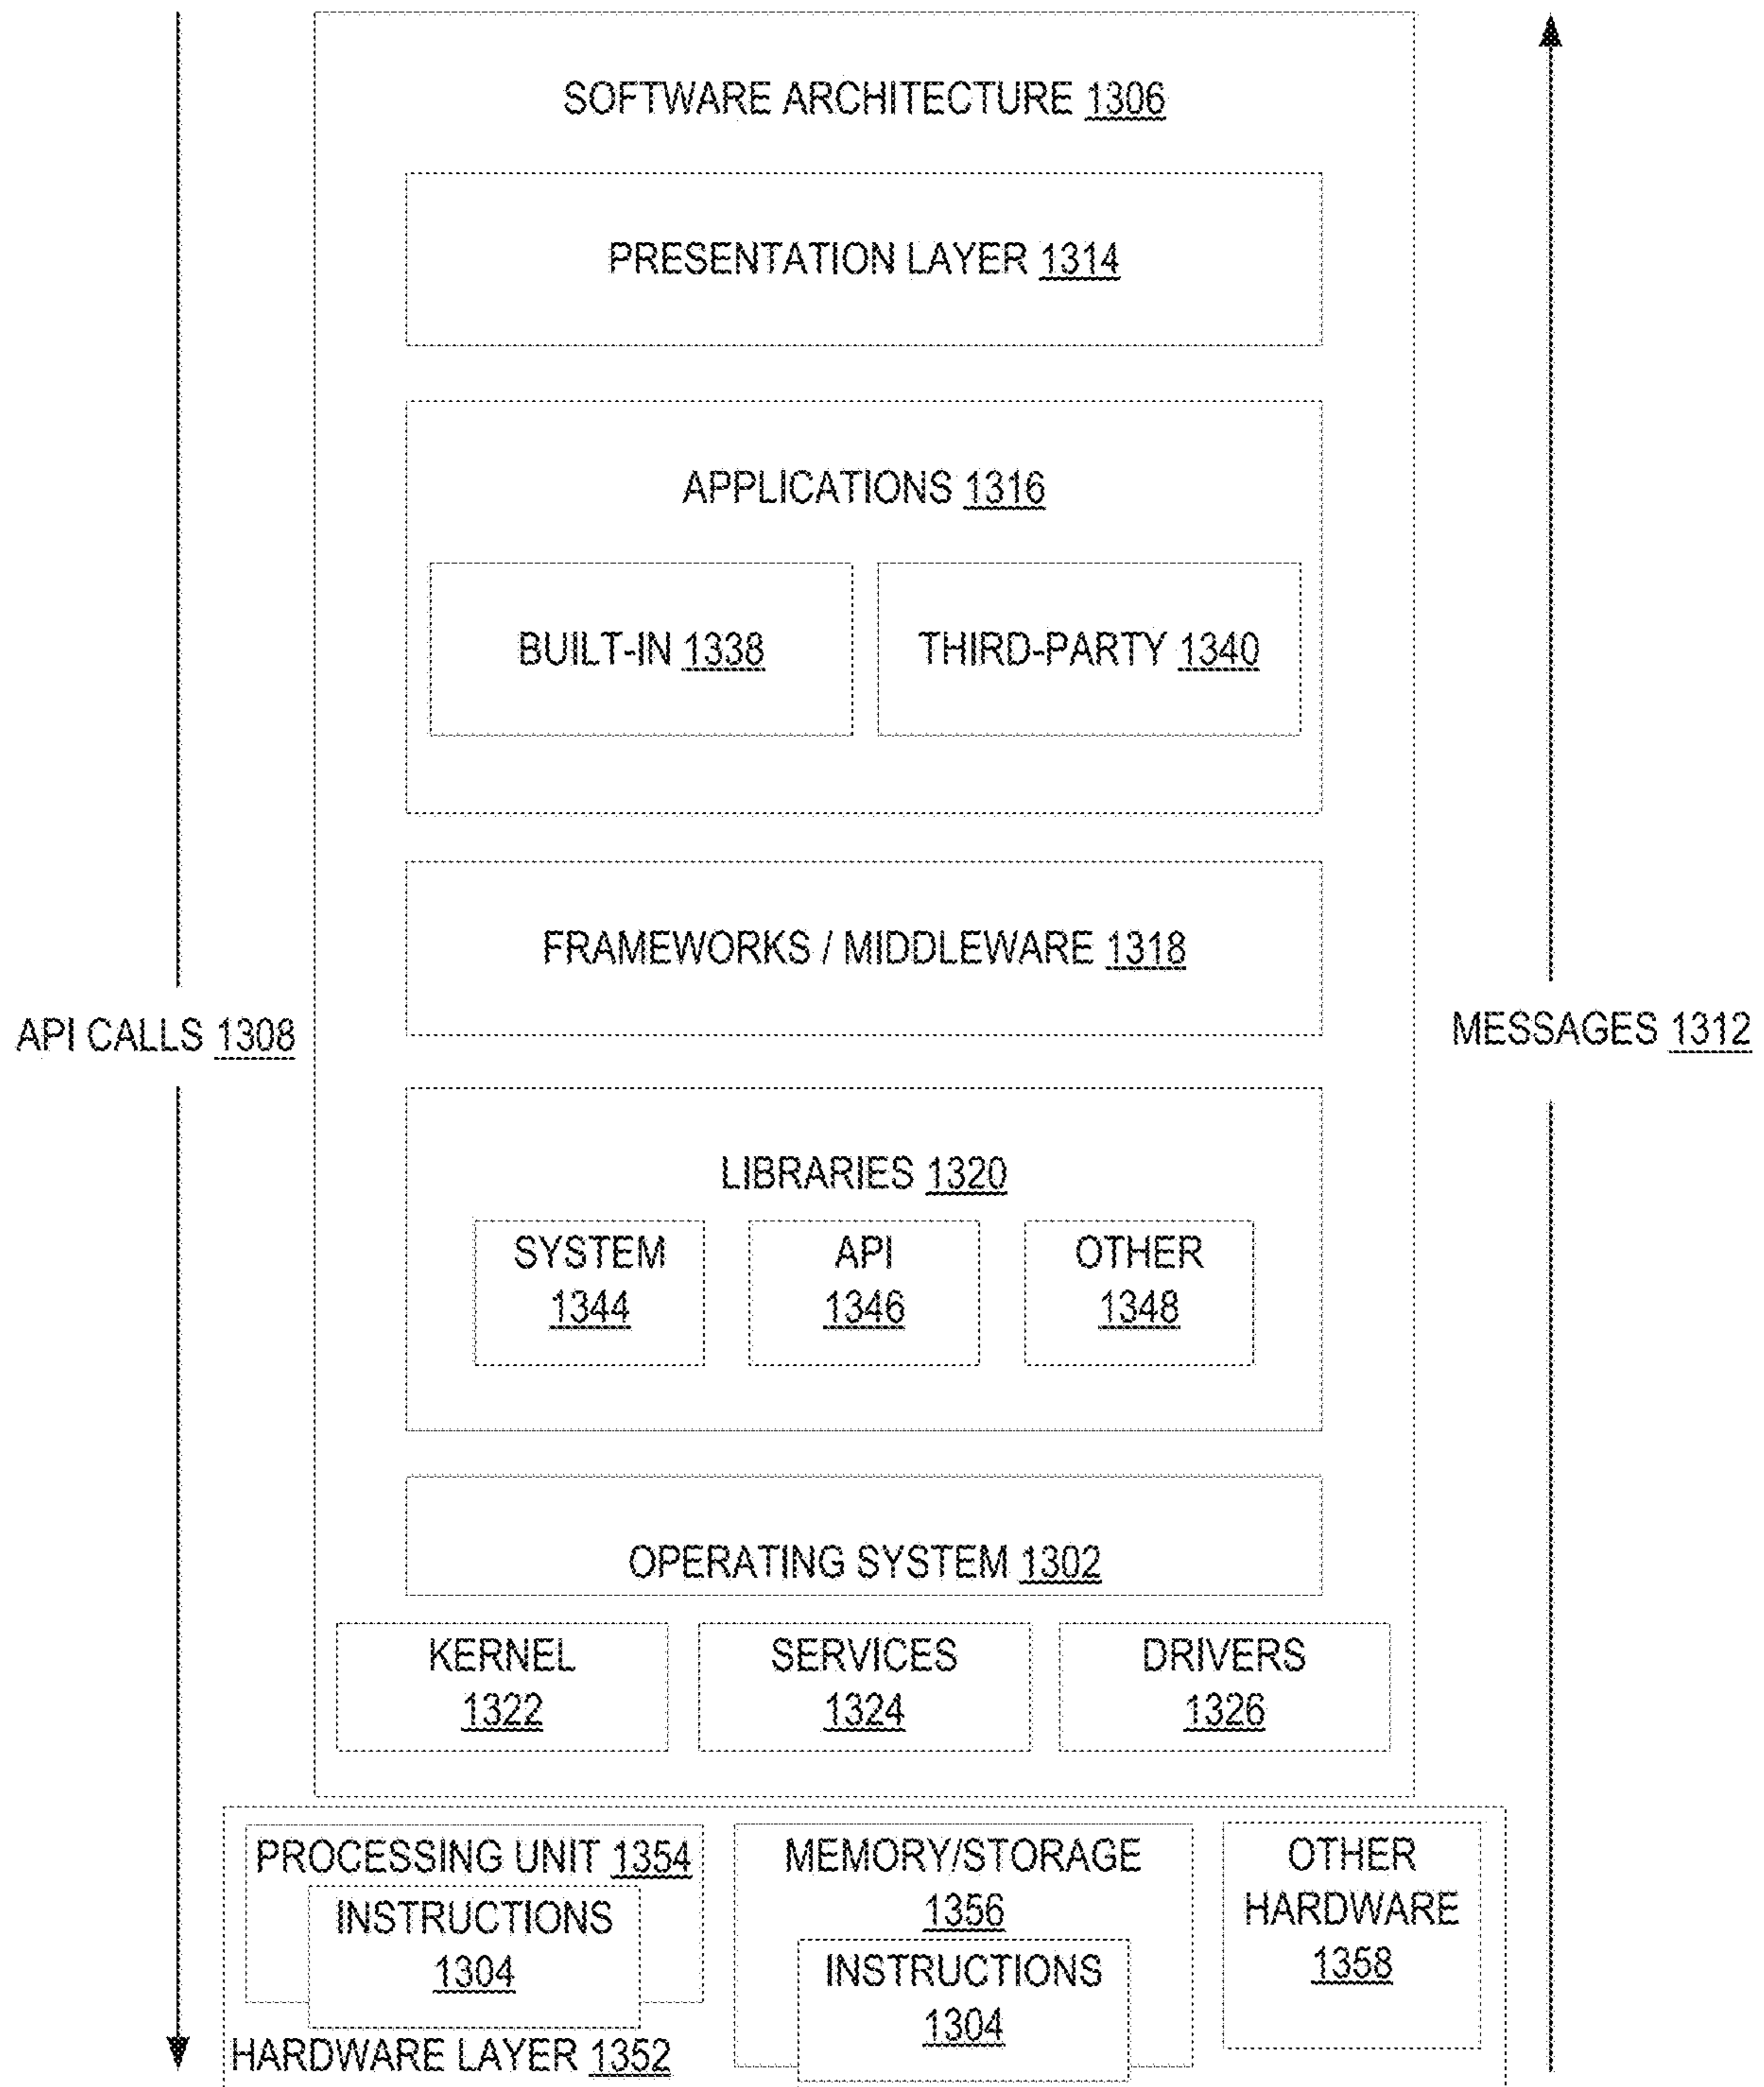 SOFTWARE ARCHITECTURE 1306
PRESENTATION LAYER 1314
APPLICATIONS 1316
BUILT-IN 1338
THIRD-PARTY 1340
FRAMEWORKS / MIDDLEWARE 1318
API CALLS 1308
MESSAGES 1312
LIBRARIES 1320
SYSTEM
1344
API
1346
OTHER
1348
OPERATING SYSTEM 1302
KERNEL
1322
SERVICES
1324
DRIVERS
1326
PROCESSING UNIT 1354
INSTRUCTIONS
1304
MEMORY/STORAGE
1356
INSTRUCTIONS
1304
OTHER
HARDWARE
1358
HARDWARE LAYER 1352